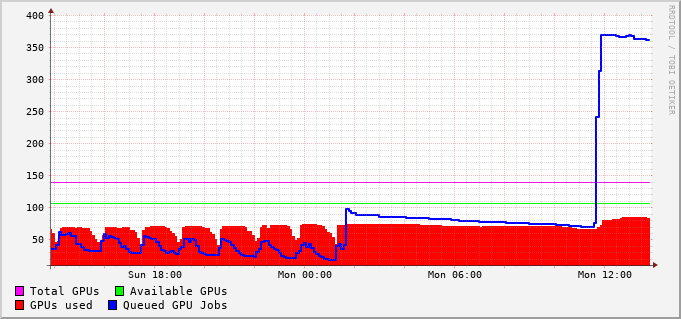 400
350
300
250
200
150
100
50
Sun 18:00 Mon 00:00 Mon 06:00 Mon 12:00
Total GPUs Available GPUs
GPUs used Queued GPU Jobs
RRDTOOL / TOBI OETIKER